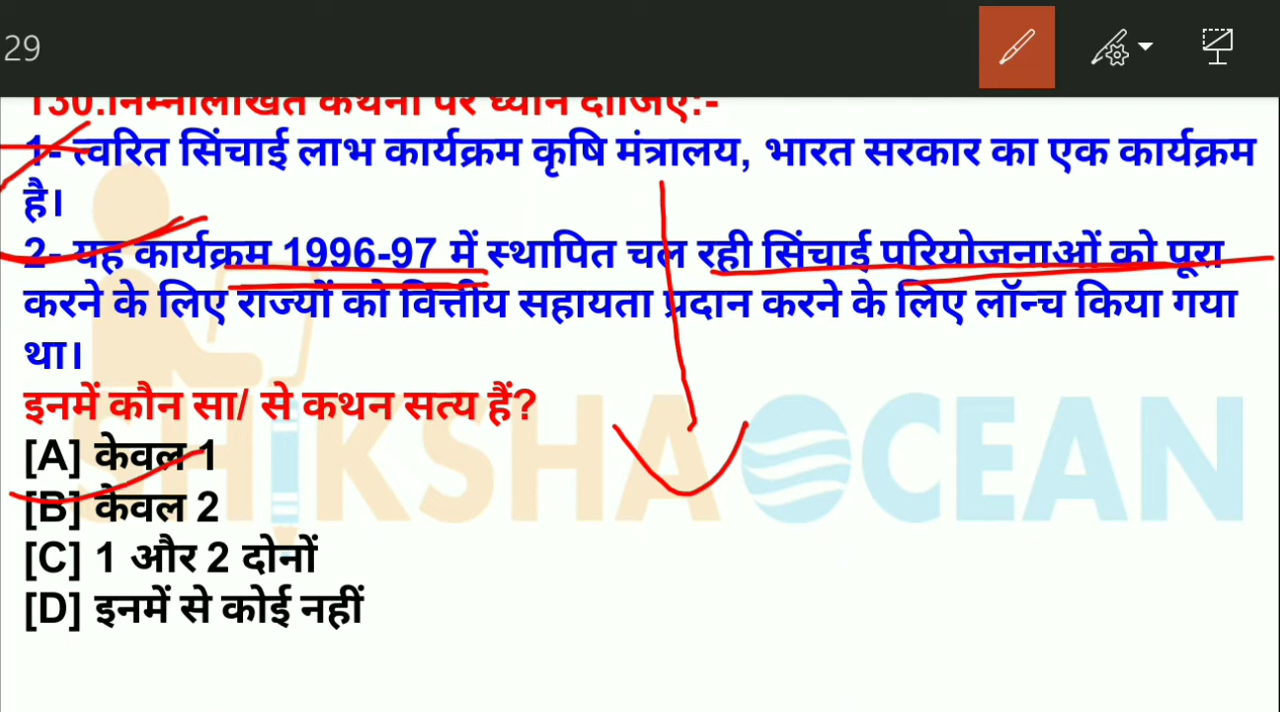 29
130.निम्नलिखित कथनों पर ध्यान दीजिए:-
1- त्वरित सिंचाई लाभ कार्यक्रम कृषि मंत्रालय, भारत सरकार का एक कार्यक्रम
है।
2- यह कार्यक्रम 1996-97 में स्थापित चल रही सिंचाई परियोजनाओं को पूरा
करने के लिए राज्यों को वित्तीय सहायता प्रदान करने के लिए लॉन्च किया गया
था।
इनमें कौन सा/ से कथन सत्य हैं?
[A] केवल 1
[B] केवल 2
[C] 1 और 2 दोनों
[D] इनमें से कोई नहीं
SHIKSHA OCEAN